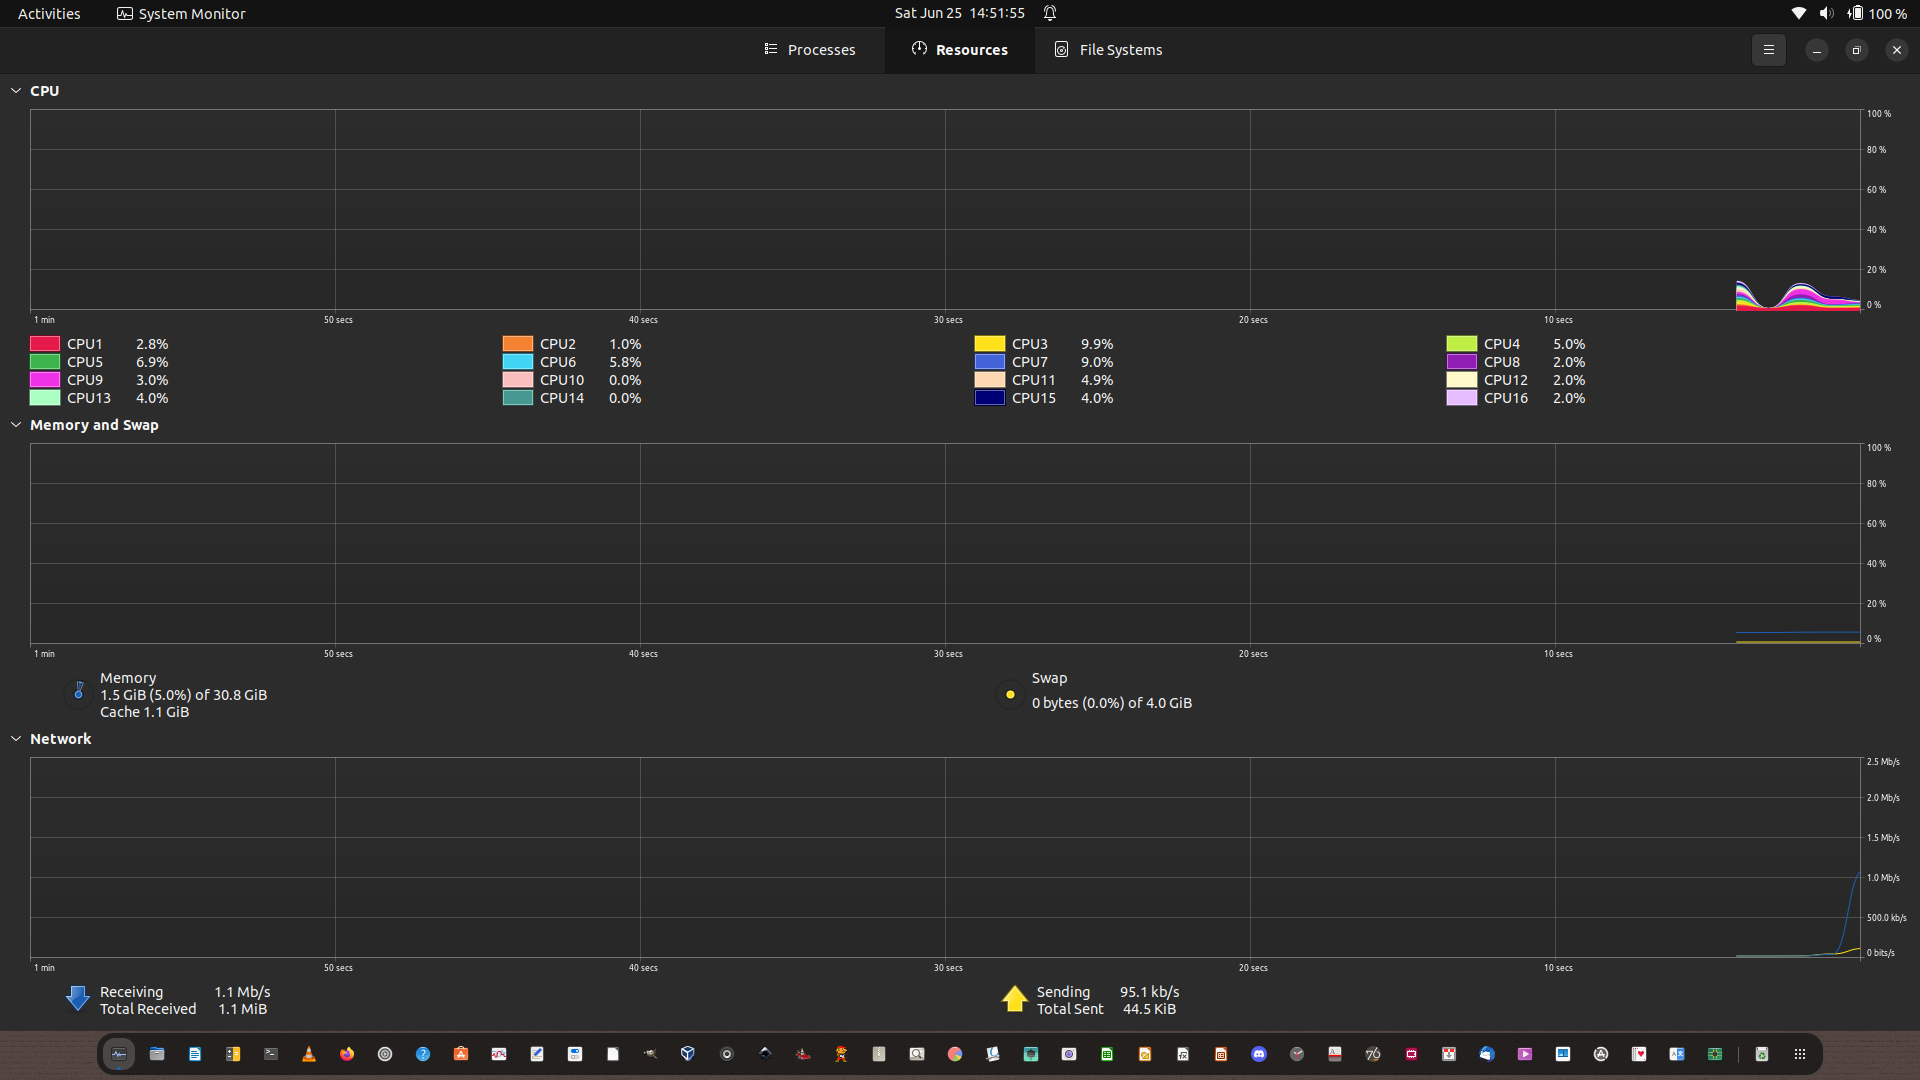 Activities System Monitor Sat Jun 25 14:51:55 100 %
Processes Resources File Systems
CPU
100 %
80 %
60 %
40 %
20 %
0 %
1 min 50 secs 40 secs 30 secs 20 secs 10 secs
CPU1 2.8% CPU2 1.0% CPU3 9.9% CPU4 5.0%
CPU5 6.9% CPU6 5.8% CPU7 9.0% CPU8 2.0%
CPU9 3.0% CPU10 0.0% CPU11 4.9% CPU12 2.0%
CPU13 4.0% CPU14 0.0% CPU15 4.0% CPU16 2.0%
Memory and Swap
100 %
80 %
60 %
40 %
20 %
0 %
1 min 50 secs 40 secs 30 secs 20 secs 10 secs
Memory
1.5 GiB (5.0%) of 30.8 GiB
Cache 1.1 GiB
Swap
0 bytes (0.0%) of 4.0 GiB
Network
2.5 Mb/s
2.0 Mb/s
1.5 Mb/s
1.0 Mb/s
500.0 kb/s
0 bits/s
1 min 50 secs 40 secs 30 secs 20 secs 10 secs
Receiving 1.1 Mb/s
Total Received 1.1 MiB
Sending 95.1 kb/s
Total Sent 44.5 KiB